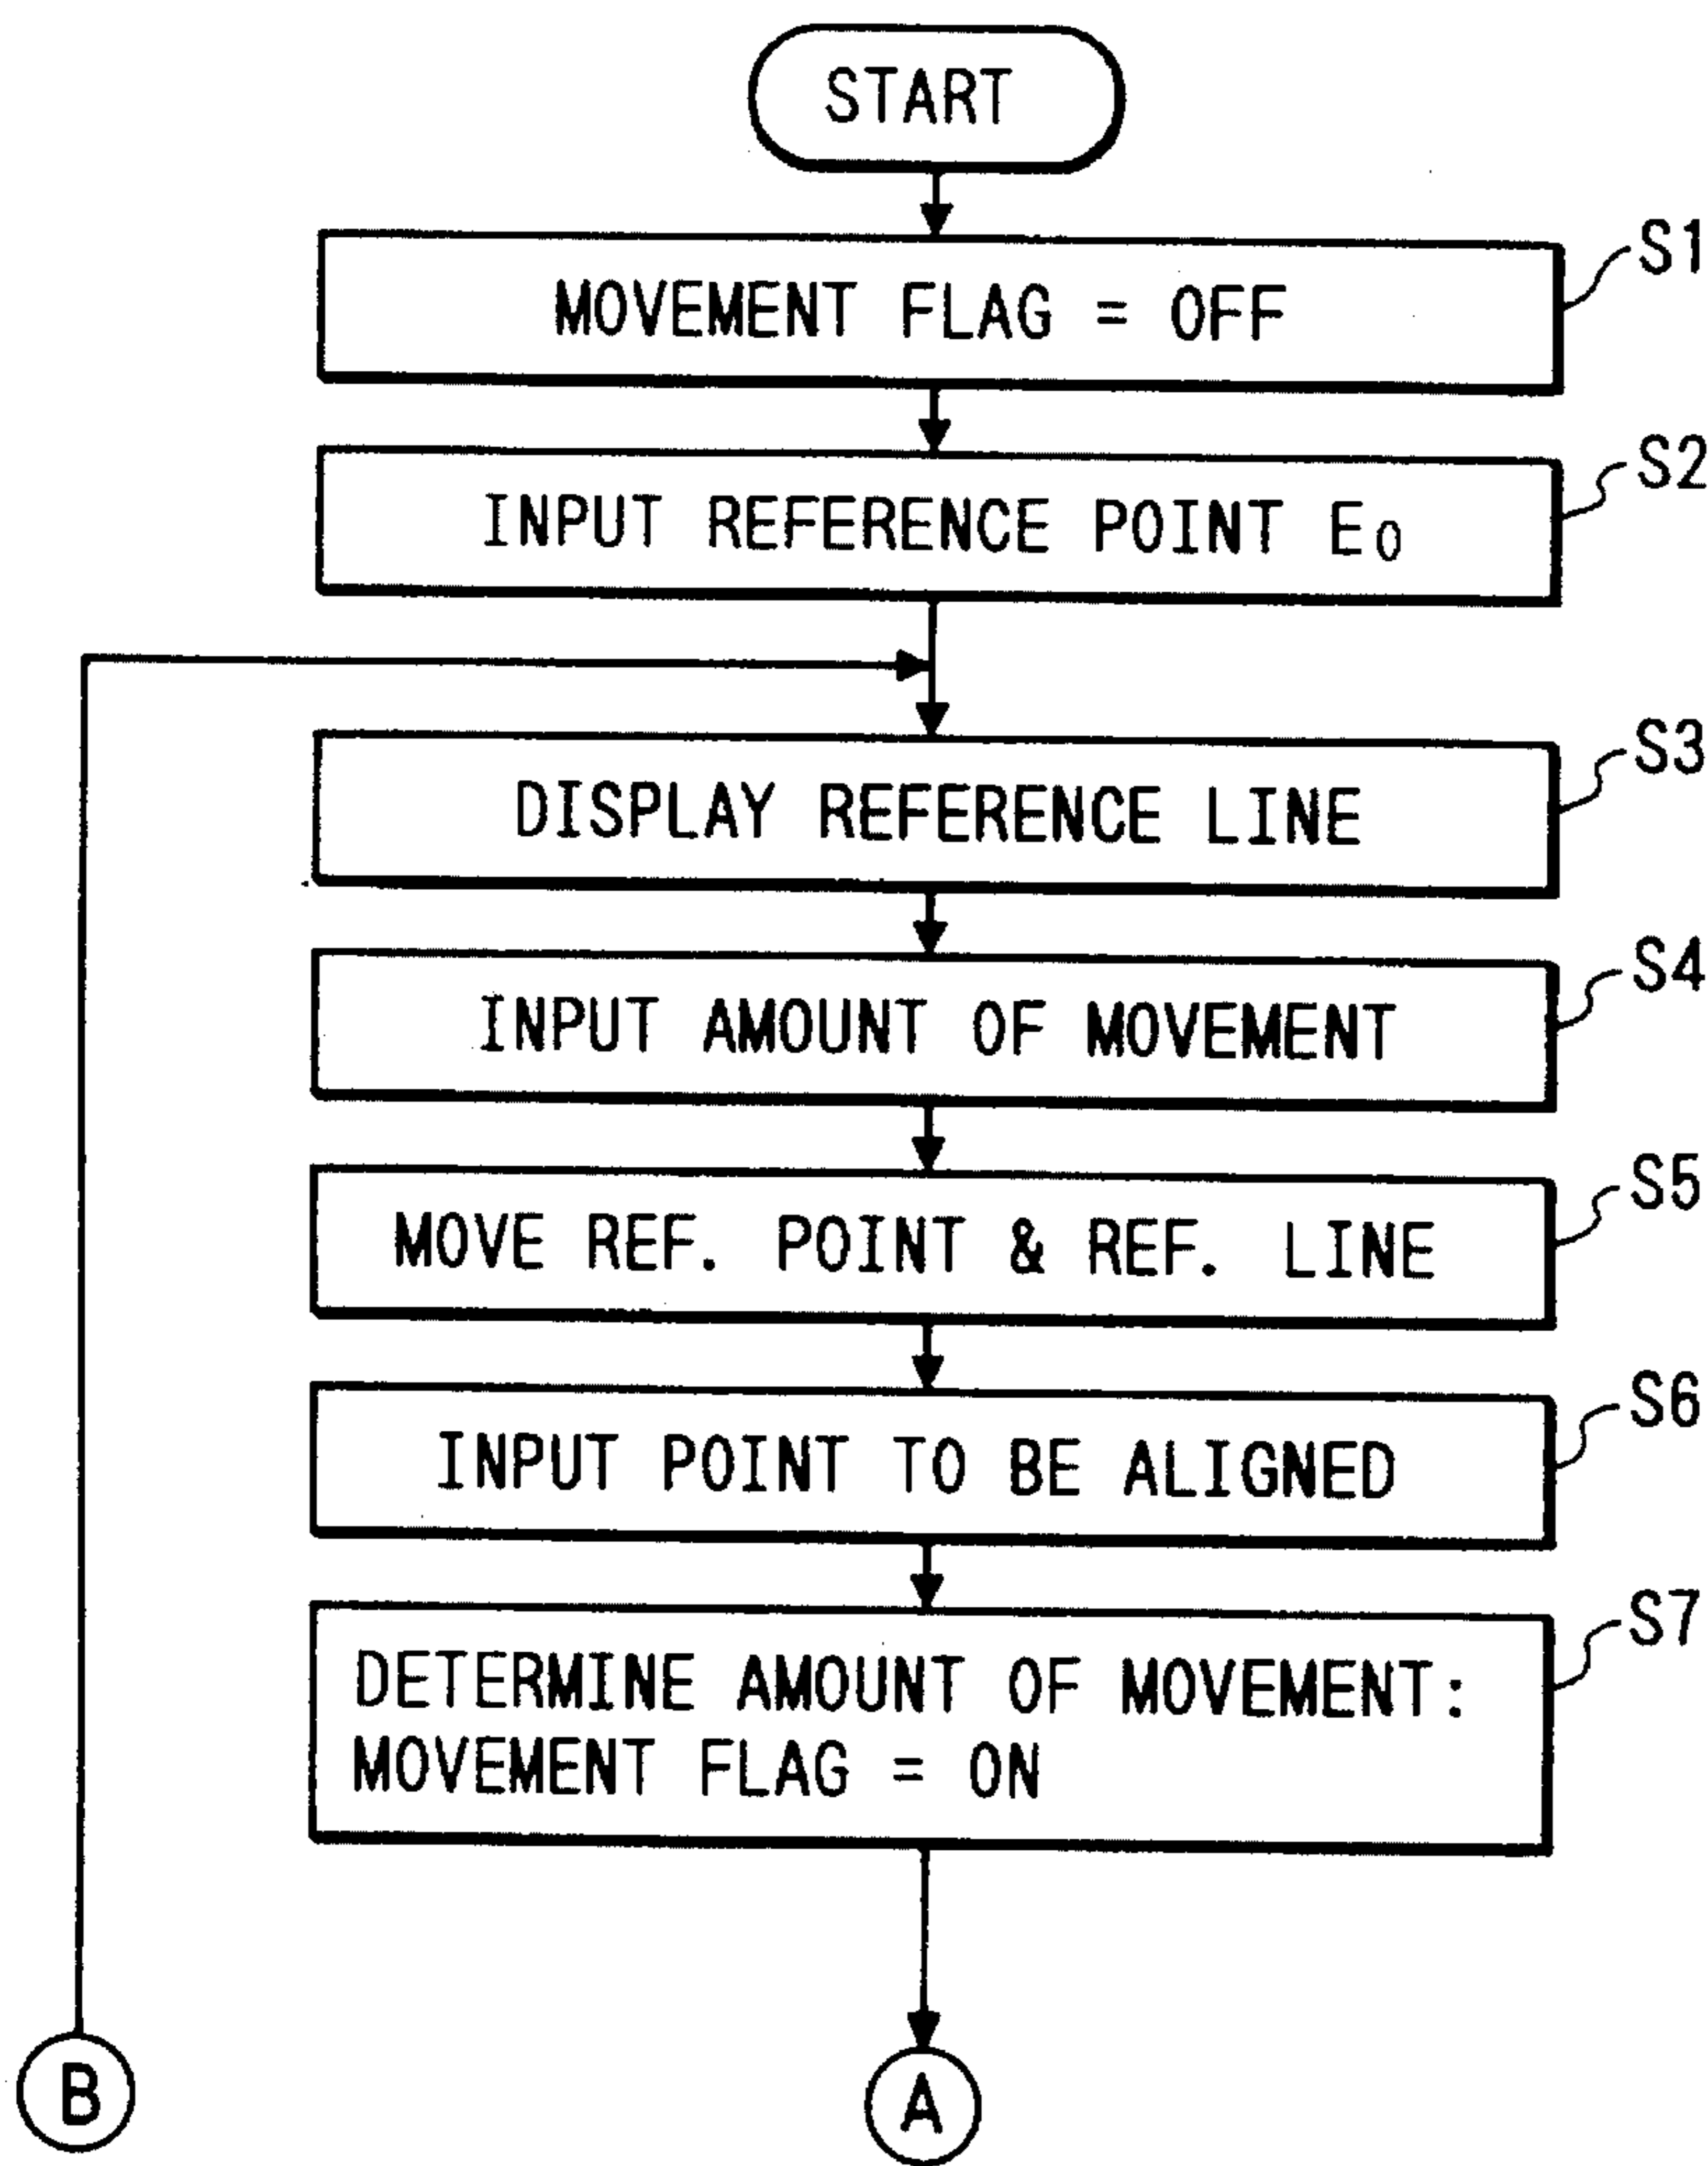 START
S1
MOVEMENT FLAG = OFF
S2
INPUT REFERENCE POINT E₀
S3
DISPLAY REFERENCE LINE
S4
INPUT AMOUNT OF MOVEMENT
S5
MOVE REF. POINT & REF. LINE
S6
INPUT POINT TO BE ALIGNED
S7
DETERMINE AMOUNT OF MOVEMENT:
MOVEMENT FLAG = ON
B
A